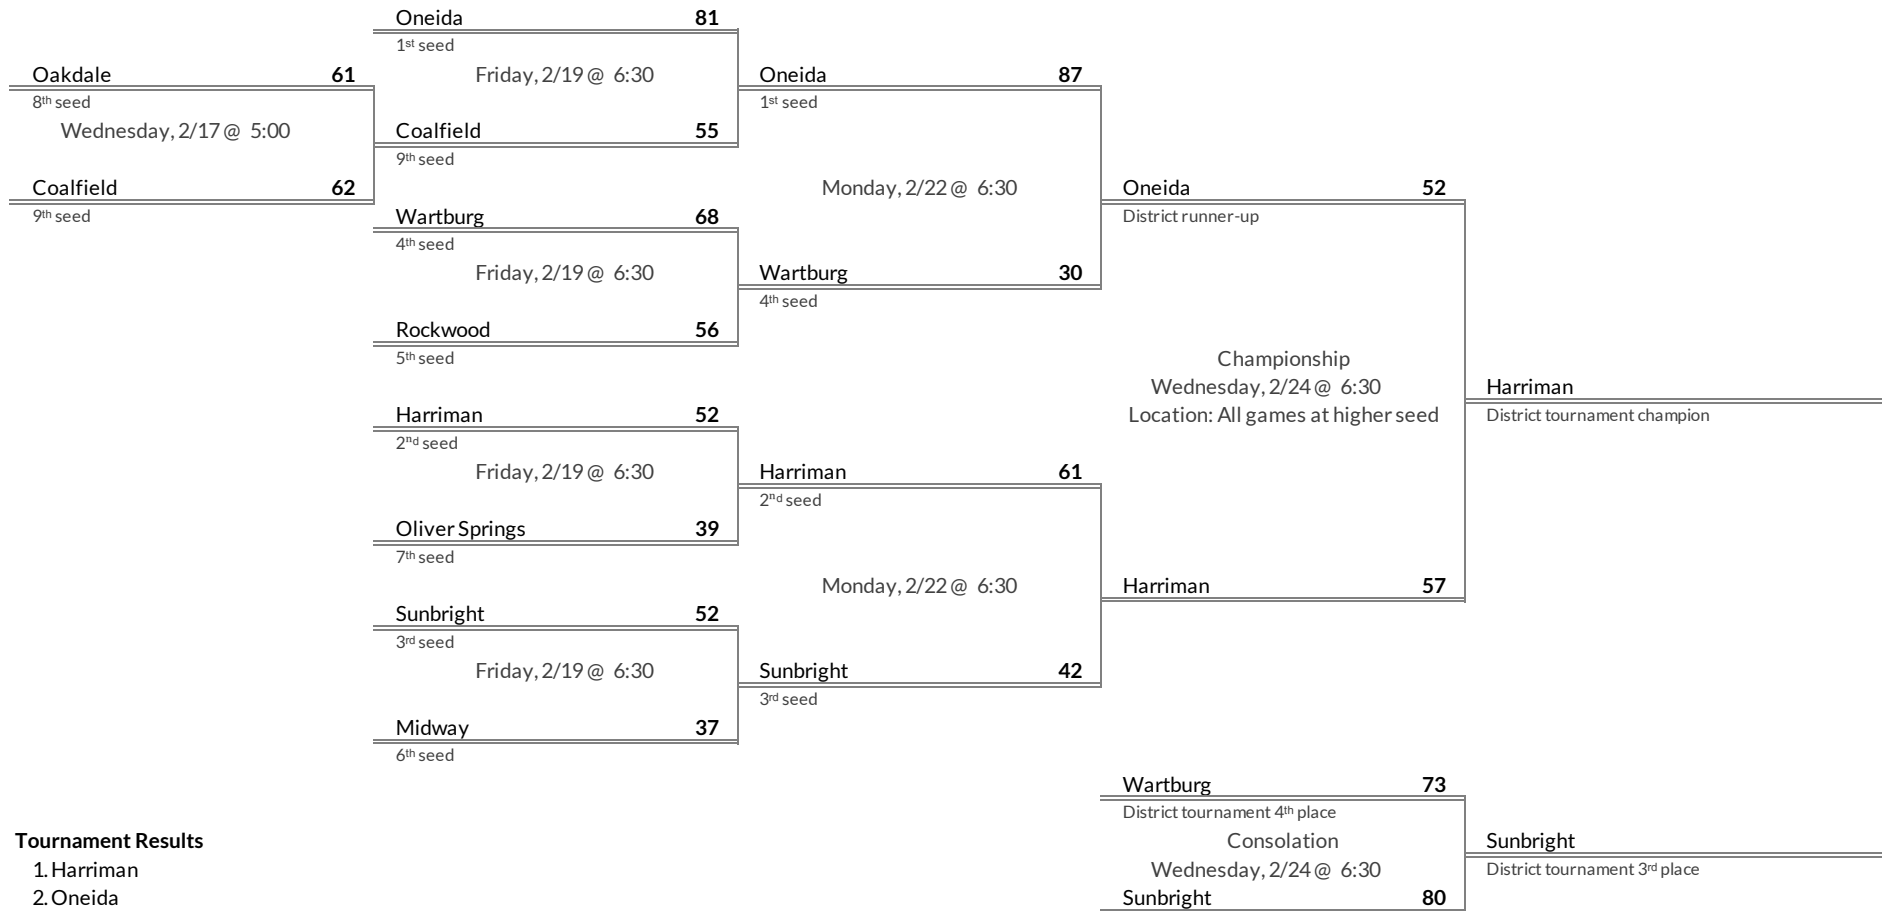 Oneida 81
1st seed
Friday, 2/19 @ 6:30
Oakdale 61
8th seed
Wednesday, 2/17 @ 5:00
Coalfield 62
9th seed
Coalfield 55
9th seed
Oneida 87
1st seed
Monday, 2/22 @ 6:30
Wartburg 68
4th seed
Friday, 2/19 @ 6:30
Rockwood 56
5th seed
Wartburg 30
4th seed
Oneida 52
District runner-up
Championship
Wednesday, 2/24 @ 6:30
Location: All games at higher seed
Harriman
District tournament champion
Harriman 52
2nd seed
Friday, 2/19 @ 6:30
Oliver Springs 39
7th seed
Harriman 61
2nd seed
Monday, 2/22 @ 6:30
Harriman 57
Sunbright 52
3rd seed
Friday, 2/19 @ 6:30
Midway 37
6th seed
Sunbright 42
3rd seed
Wartburg 73
District tournament 4th place
Consolation
Wednesday, 2/24 @ 6:30
Sunbright 80
Sunbright
District tournament 3rd place
Tournament Results
1. Harriman
2. Oneida